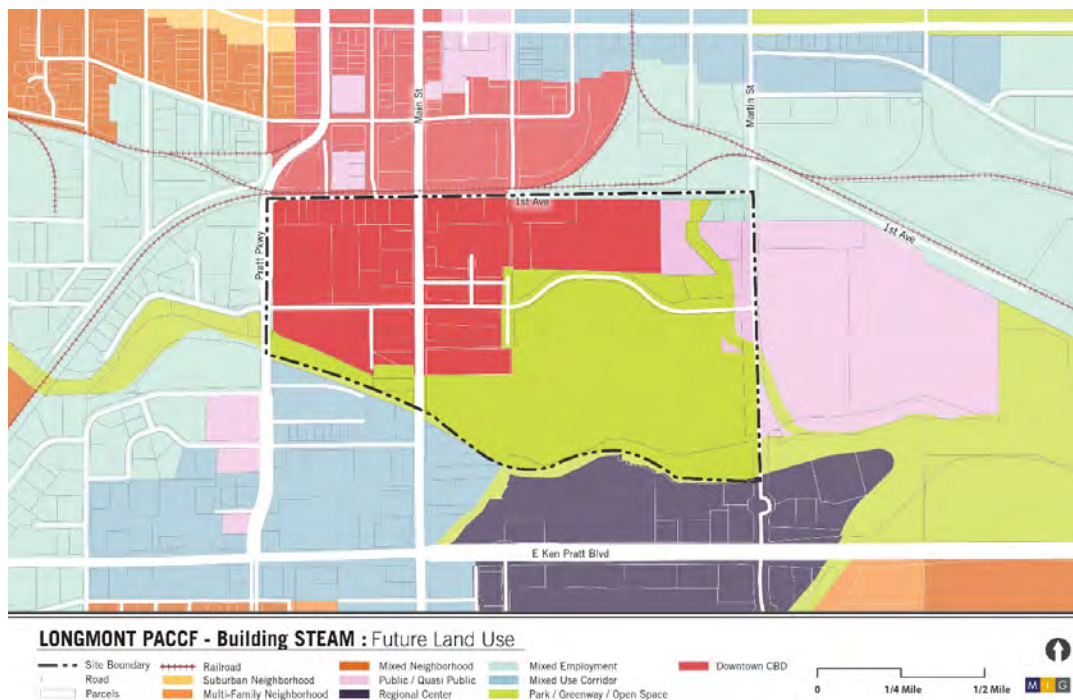 Main St
Martin St
1st Ave
1st Ave
Pratt Pkwy
E Ken Pratt Blvd
LONGMONT PACCF - Building STEAM : Future Land Use
Site Boundary
Road
Parcels
Railroad
Suburban Neighborhood
Multi-Family Neighborhood
Mixed Neighborhood
Public / Quasi Public
Regional Center
Mixed Employment
Mixed Use Corridor
Park / Greenway / Open Space
Downtown CBD
0 1/4 Mile 1/2 Mile
M I G